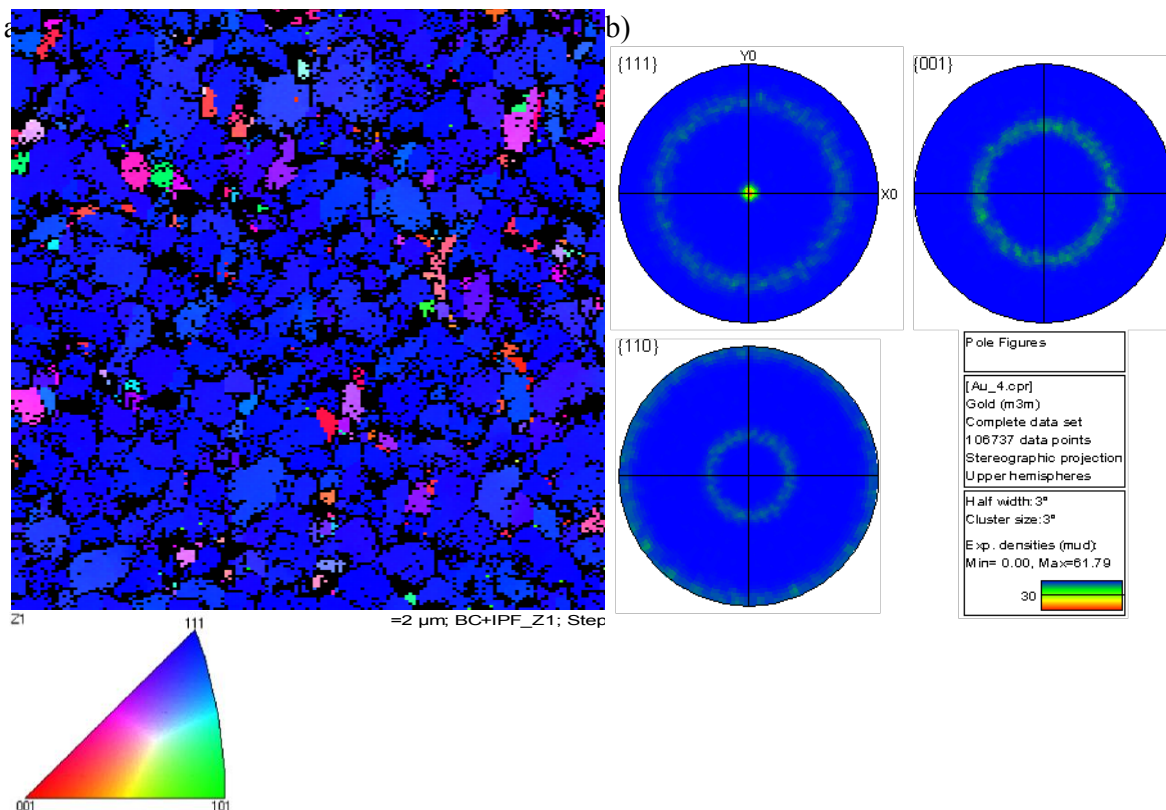 a
b)
{111}
Y0
X0
{001}
{110}
Pole Figures
[Au_4.cpr]
Gold (m3m)
Complete data set
106737 data points
Stereographic projection
Upper hemispheres
Half width:3°
Cluster size:3°
Exp. densities (mud):
Min= 0.00, Max=61.79
30
=2 µm; BC+IPF_Z1; Step
Z1
111
001
101